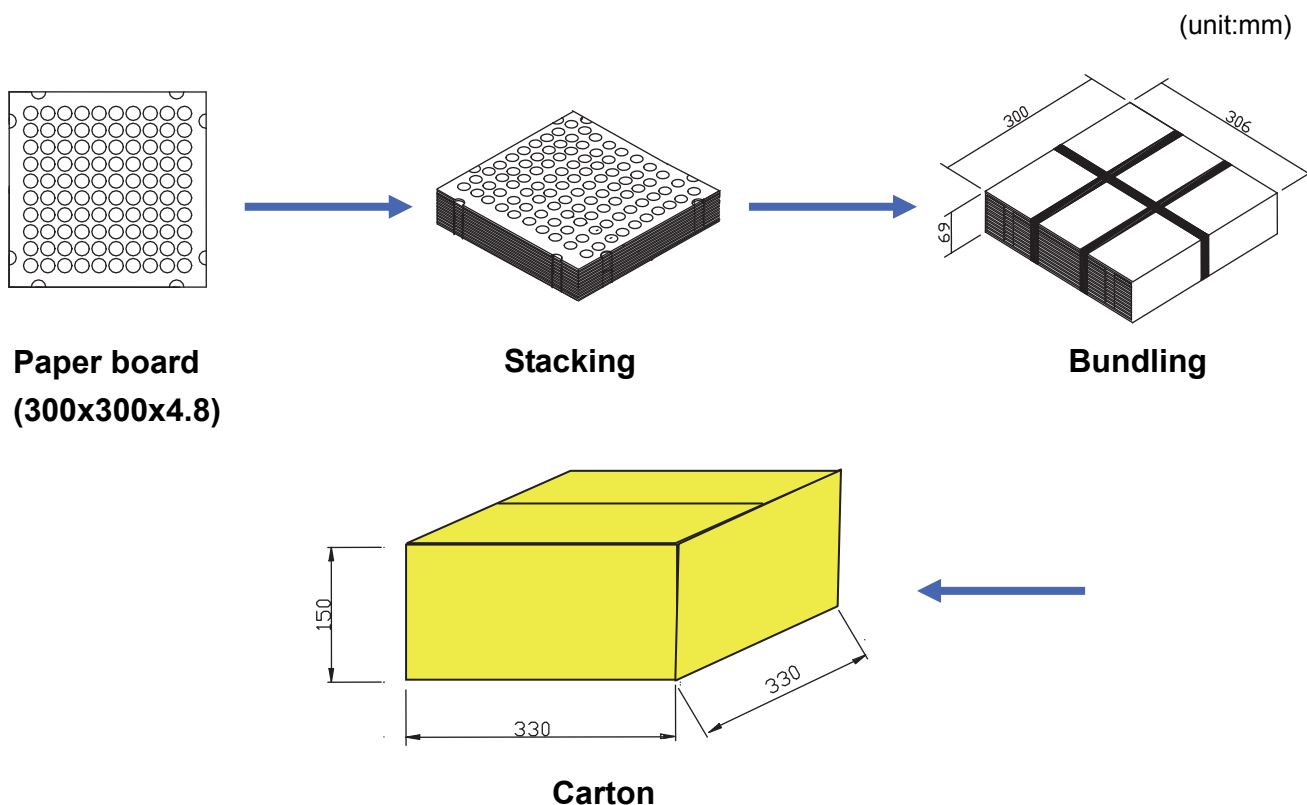 (unit:mm)
300
306
69
Paper board
(300x300x4.8)
Stacking
Bundling
150
330
330
Carton